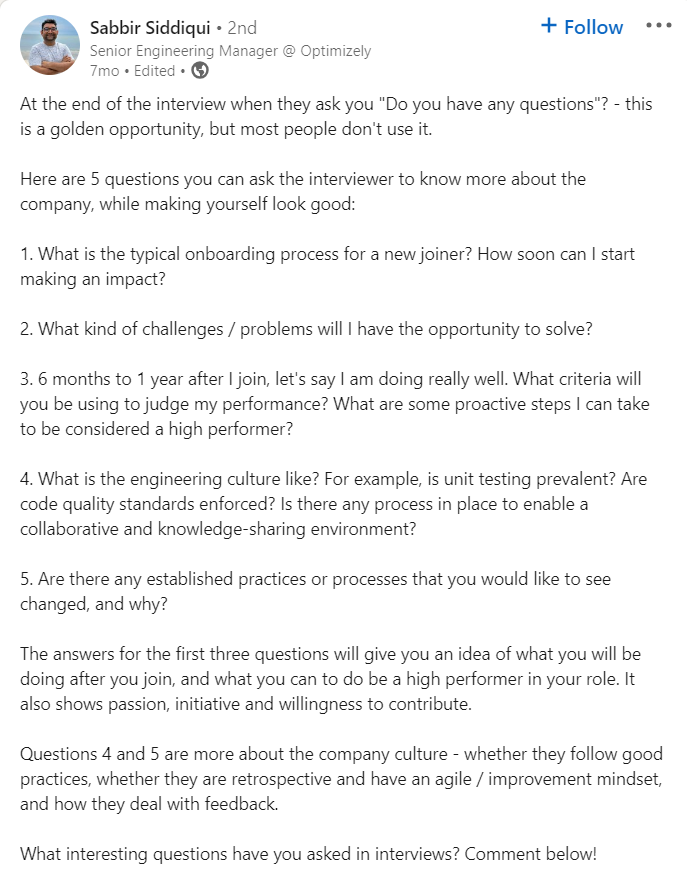 Sabbir Siddiqui • 2nd
+ Follow
Senior Engineering Manager @ Optimizely
7mo • Edited •
At the end of the interview when they ask you "Do you have any questions"? - this
is a golden opportunity, but most people don't use it.
Here are 5 questions you can ask the interviewer to know more about the
company, while making yourself look good:
1. What is the typical onboarding process for a new joiner? How soon can I start
making an impact?
2. What kind of challenges / problems will I have the opportunity to solve?
3. 6 months to 1 year after I join, let's say I am doing really well. What criteria will
you be using to judge my performance? What are some proactive steps I can take
to be considered a high performer?
4. What is the engineering culture like? For example, is unit testing prevalent? Are
code quality standards enforced? Is there any process in place to enable a
collaborative and knowledge-sharing environment?
5. Are there any established practices or processes that you would like to see
changed, and why?
The answers for the first three questions will give you an idea of what you will be
doing after you join, and what you can to do be a high performer in your role. It
also shows passion, initiative and willingness to contribute.
Questions 4 and 5 are more about the company culture - whether they follow good
practices, whether they are retrospective and have an agile / improvement mindset,
and how they deal with feedback.
What interesting questions have you asked in interviews? Comment below!